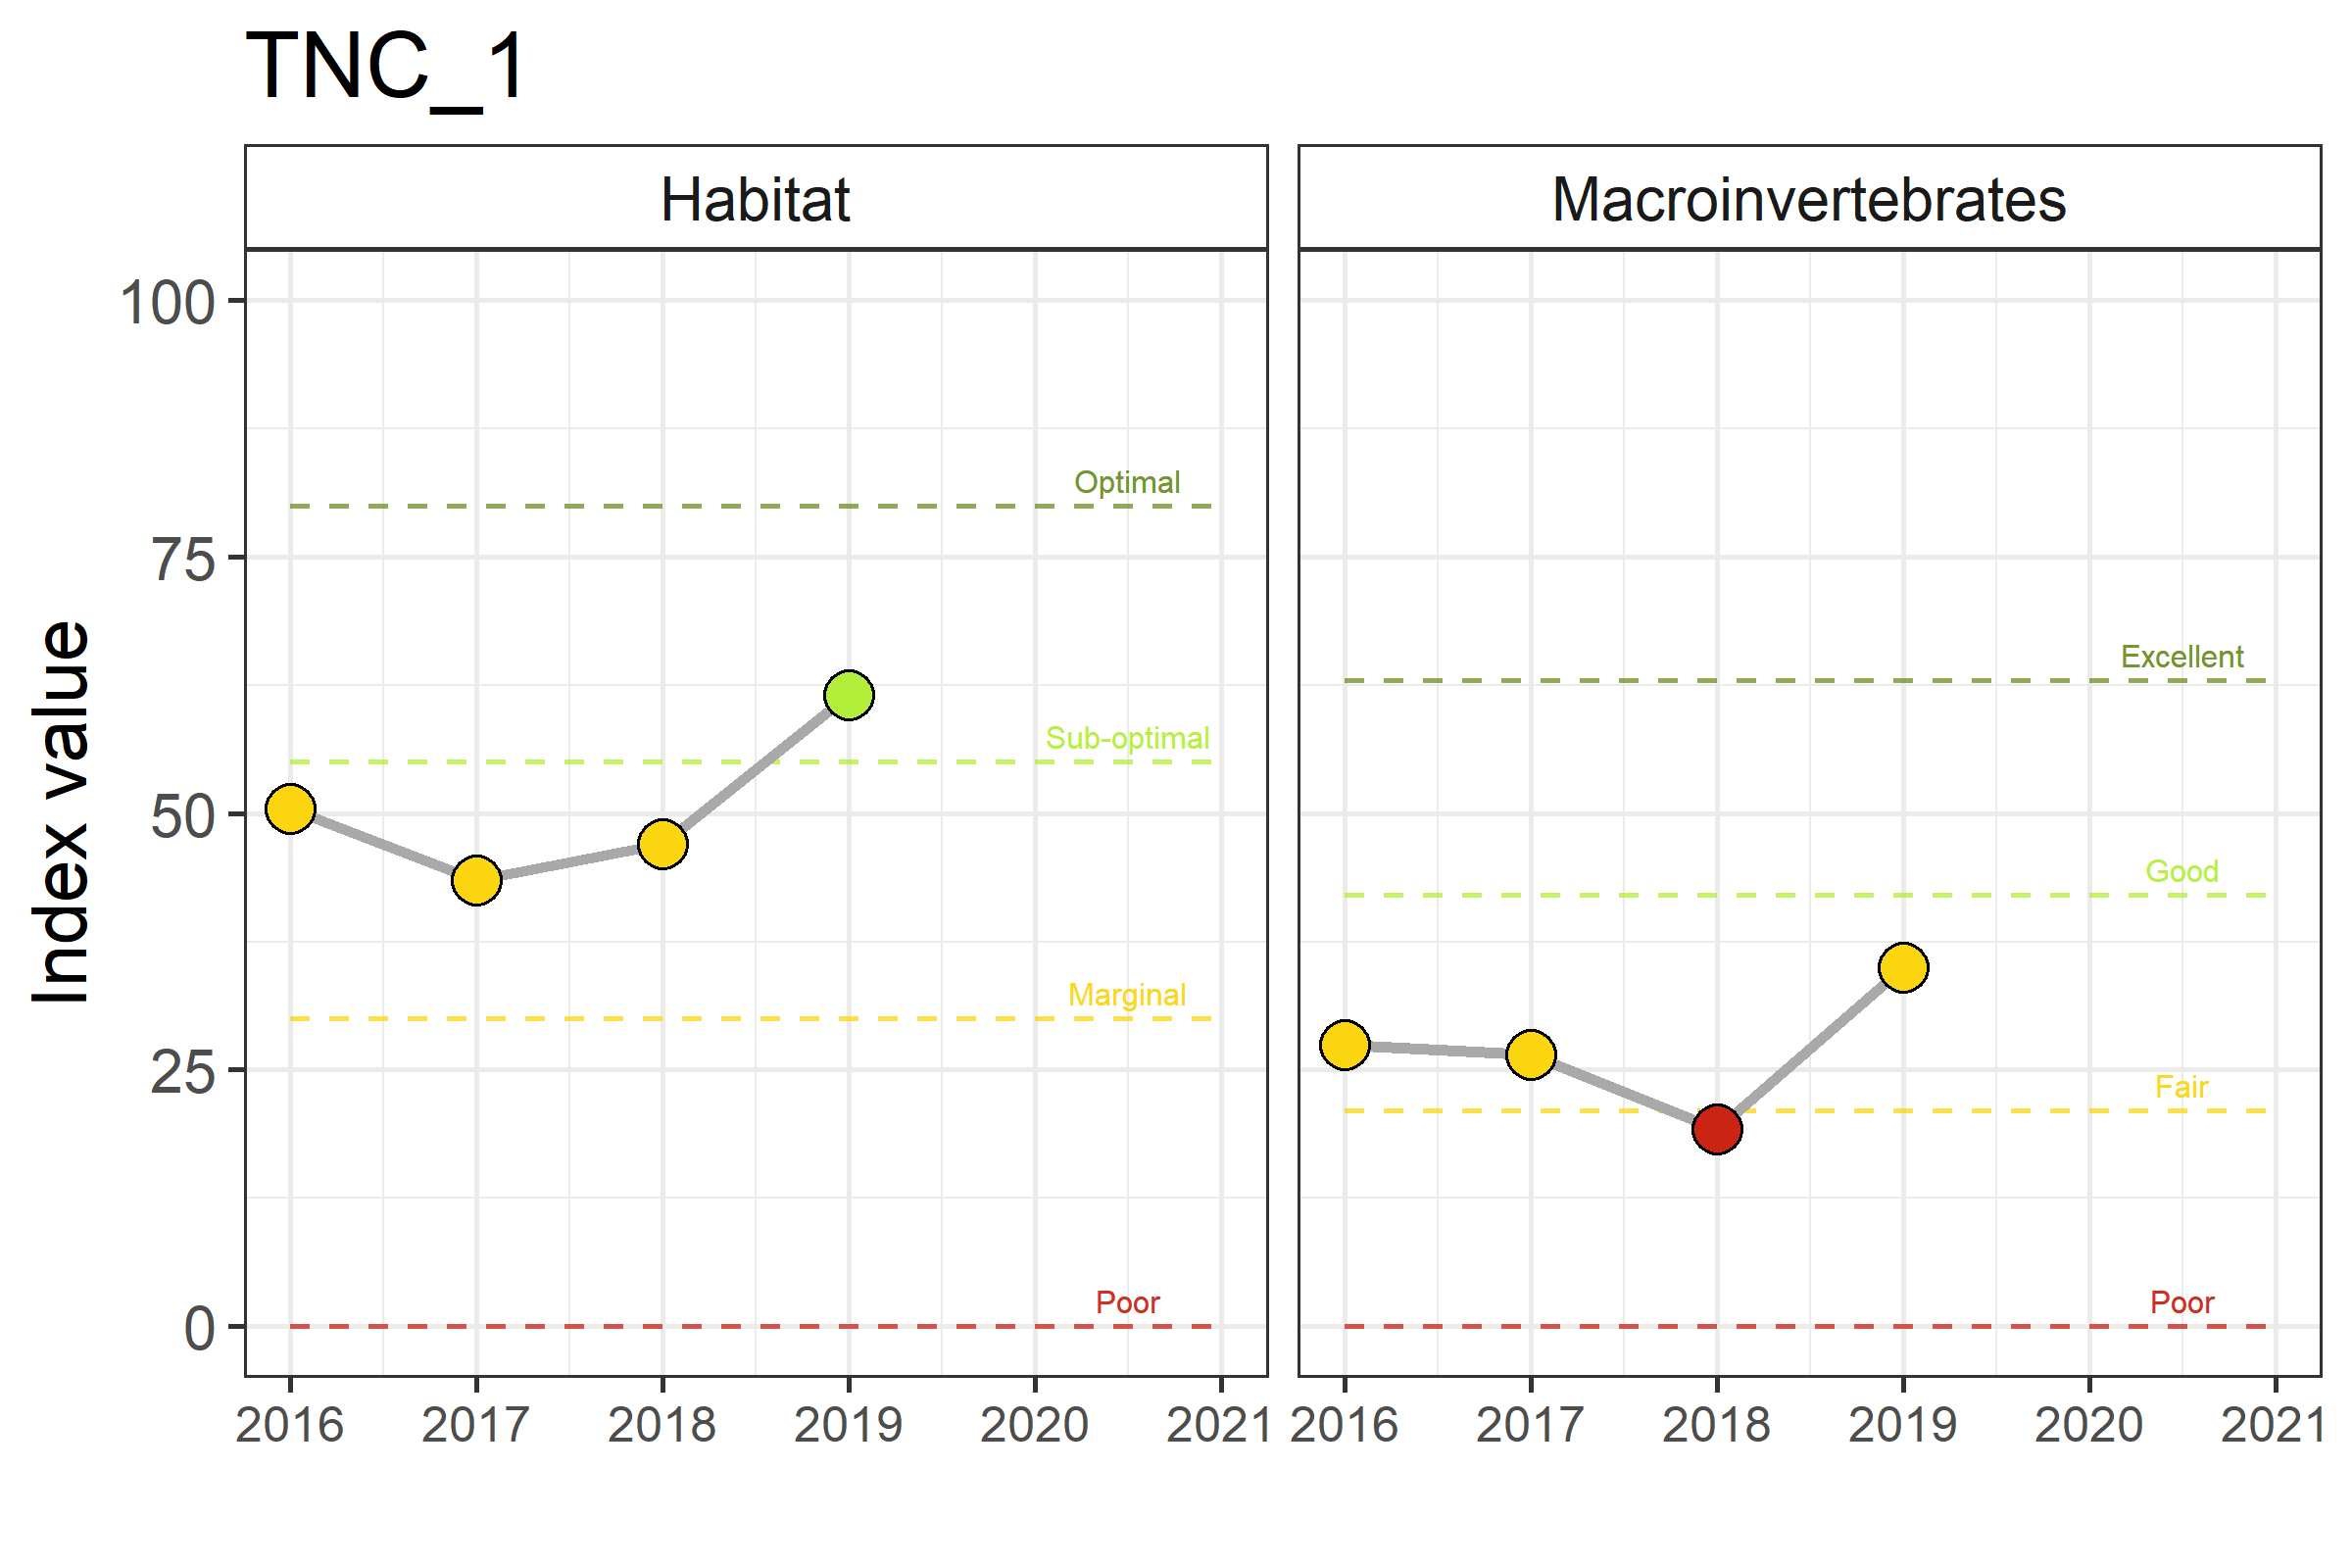 TNC_1
Habitat
Macroinvertebrates
Index value
100
75
50
25
0
Optimal
Sub-optimal
Marginal
Poor
Excellent
Good
Fair
Poor
2016 2017 2018 2019 2020 2021
2016 2017 2018 2019 2020 2021